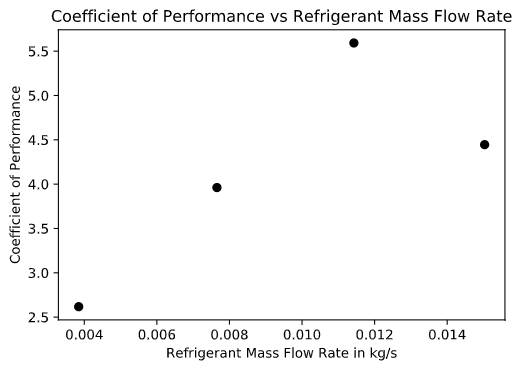 Coefficient of Performance vs Refrigerant Mass Flow Rate
5.5
5.0
4.5
4.0
3.5
3.0
2.5
Coefficient of Performance
0.004 0.006 0.008 0.010 0.012 0.014
Refrigerant Mass Flow Rate in kg/s